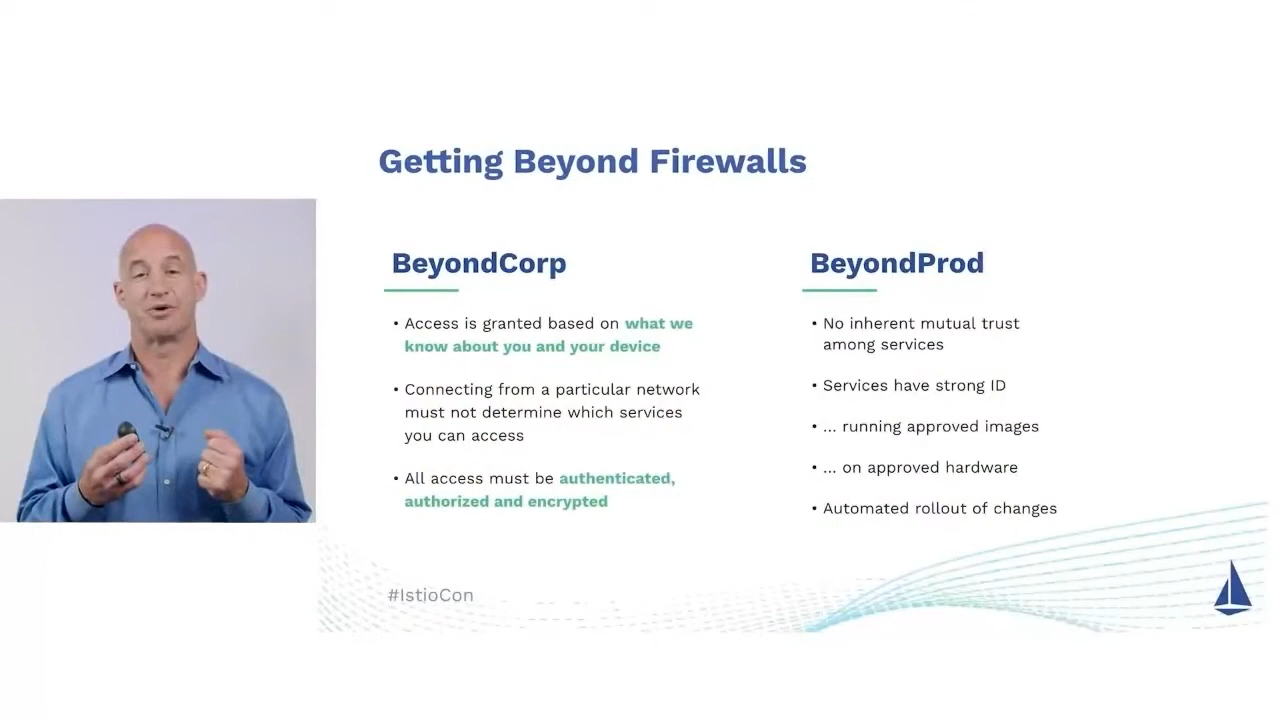 Getting Beyond Firewalls
BeyondCorp
• Access is granted based on what we
know about you and your device
• Connecting from a particular network
must not determine which services
you can access
• All access must be authenticated,
authorized and encrypted
BeyondProd
• No inherent mutual trust
among services
• Services have strong ID
• ... running approved images
• ... on approved hardware
• Automated rollout of changes
#IstioCon